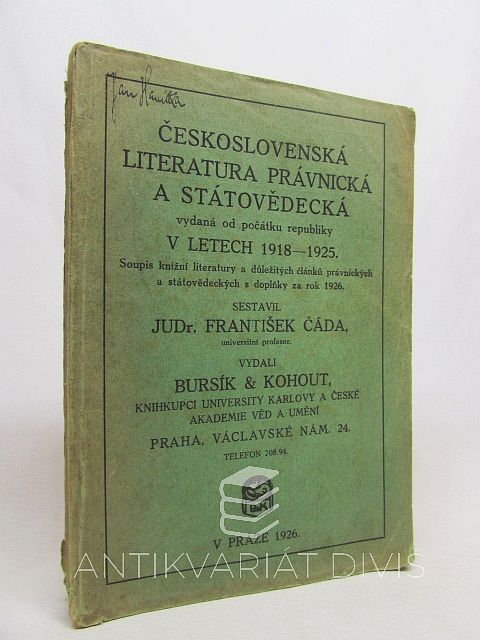 Jan
ČESKOSLOVENSKÁ
LITERATURA PRÁVNICKÁ
A STÁTOVĚDECKÁ
vydaná od počátku republiky
V LETECH 1918—1925.
Soupis knižní literatury a důležitých článků právnických
a státovědeckých s doplňky za rok 1926.
SESTAVIL
JUDr. FRANTIŠEK ČÁDA,
universitní profesor.
VYDALI
BURSÍK & KOHOUT,
KNIHKUPCI UNIVERSITY KARLOVY A ČESKÉ
AKADEMIE VĚD A UMĚNÍ
PRAHA, VÁCLAVSKÉ NÁM. 24.
TELEFON 208.94.
B&K
V PRAZE 1926.
ANTIKVARIÁT DIVIŠ